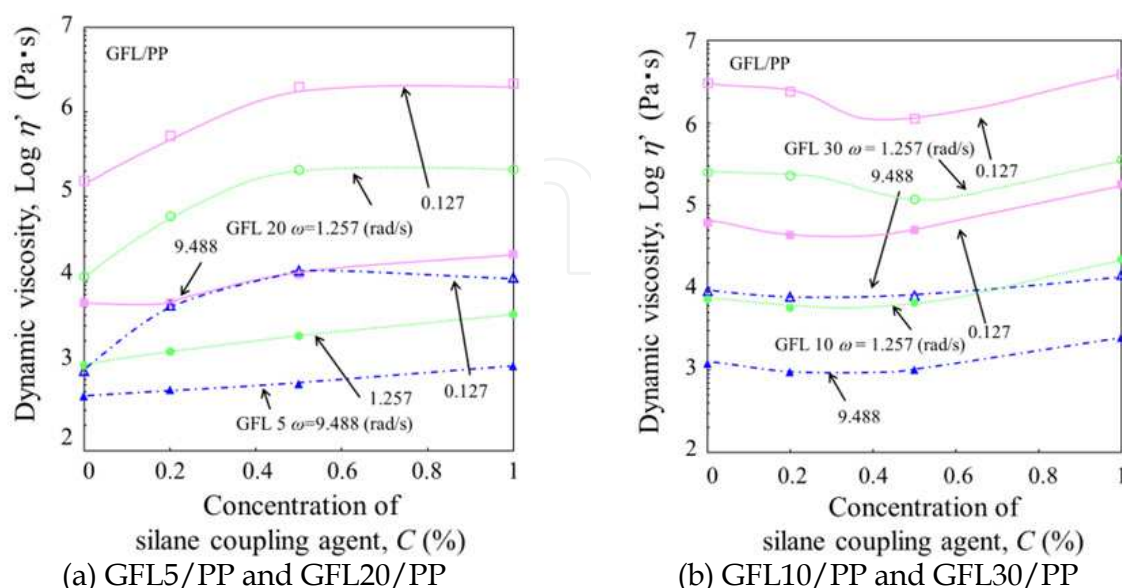 7
6
5
4
3
2
GFL/PP
Dynamic viscosity, Log η’ (Pa・s)
GFL 20 ω=1.257 (rad/s)
0.127
9.488
1.257
0.127
GFL 5 ω=9.488 (rad/s)
0 0.2 0.4 0.6 0.8 1
Concentration of
silane coupling agent, C (%)
(a) GFL5/PP and GFL20/PP
7
6
5
4
3
2
GFL/PP
Dynamic viscosity, Log η’ (Pa・s)
GFL 30 ω= 1.257 (rad/s)
9.488
0.127
0.127
GFL 10 ω = 1.257(rad/s)
9.488
0 0.2 0.4 0.6 0.8 1
Concentration of
silane coupling agent, C (%)
(b) GFL10/PP and GFL30/PP